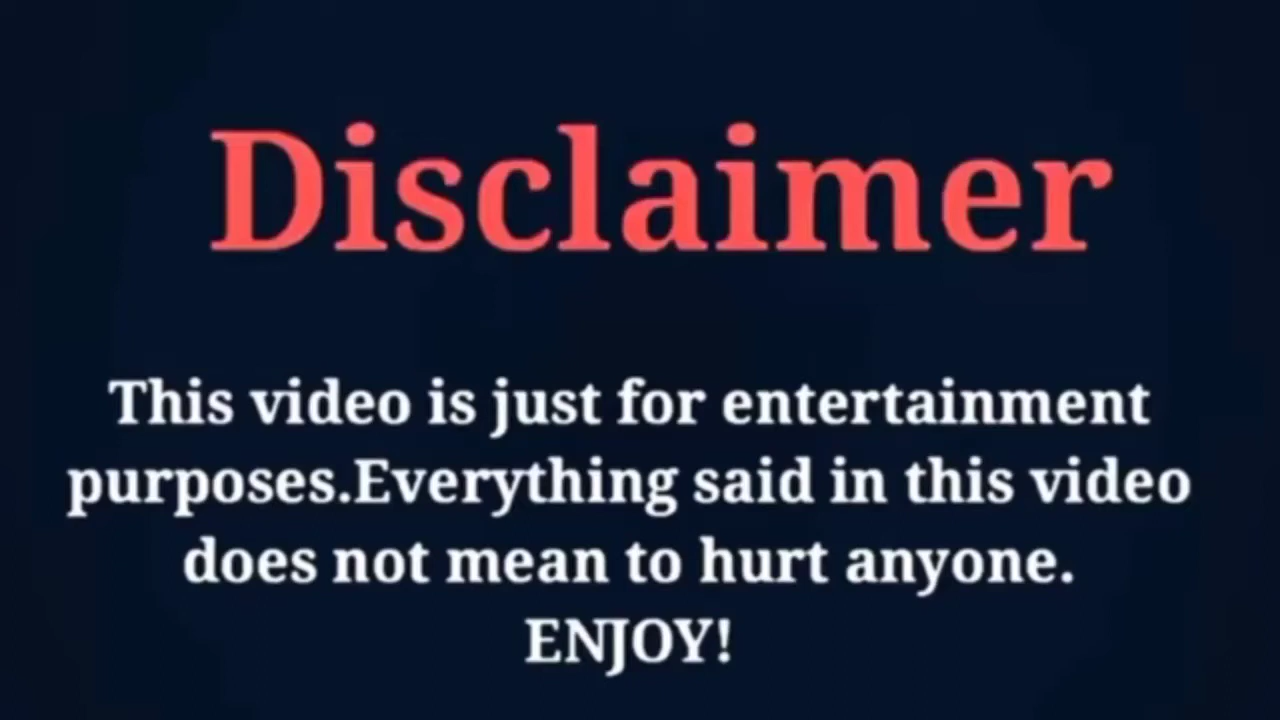 Disclaimer
This video is just for entertainment
purposes.Everything said in this video
does not mean to hurt anyone.
ENJOY!